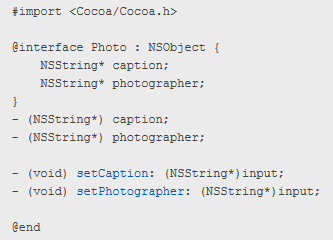 #import <Cocoa/Cocoa.h>
@interface Photo : NSObject {
    NSString* caption;
    NSString* photographer;
}
- (NSString*) caption;
- (NSString*) photographer;
- (void) setCaption: (NSString*)input;
- (void) setPhotographer: (NSString*)input;
@end